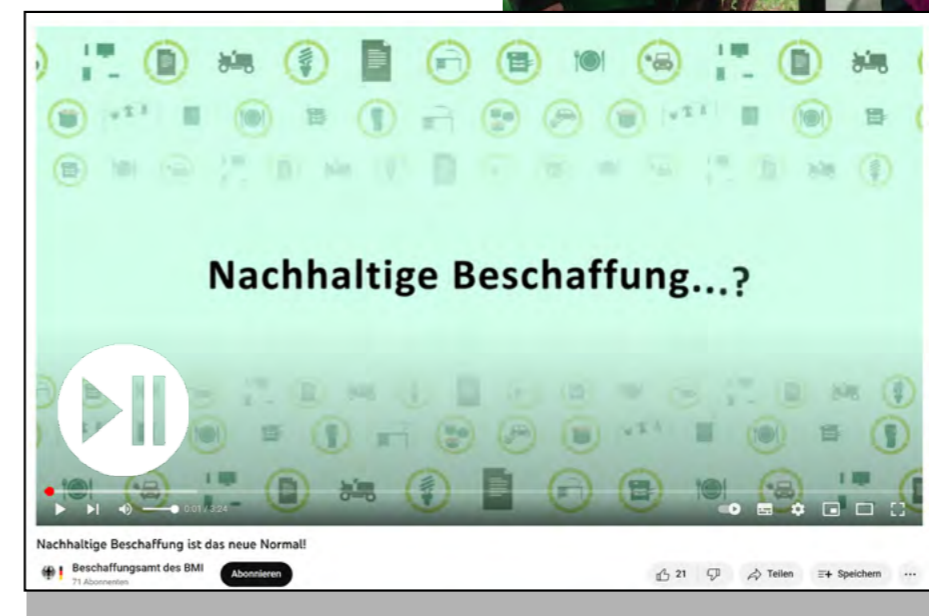 Nachhaltige Beschaffung...?
0:01 / 3:24
Nachhaltige Beschaffung ist das neue Normal!
Beschaffungsamt des BMI
71 Abonnenten
Abonnieren
21
Teilen
Speichern